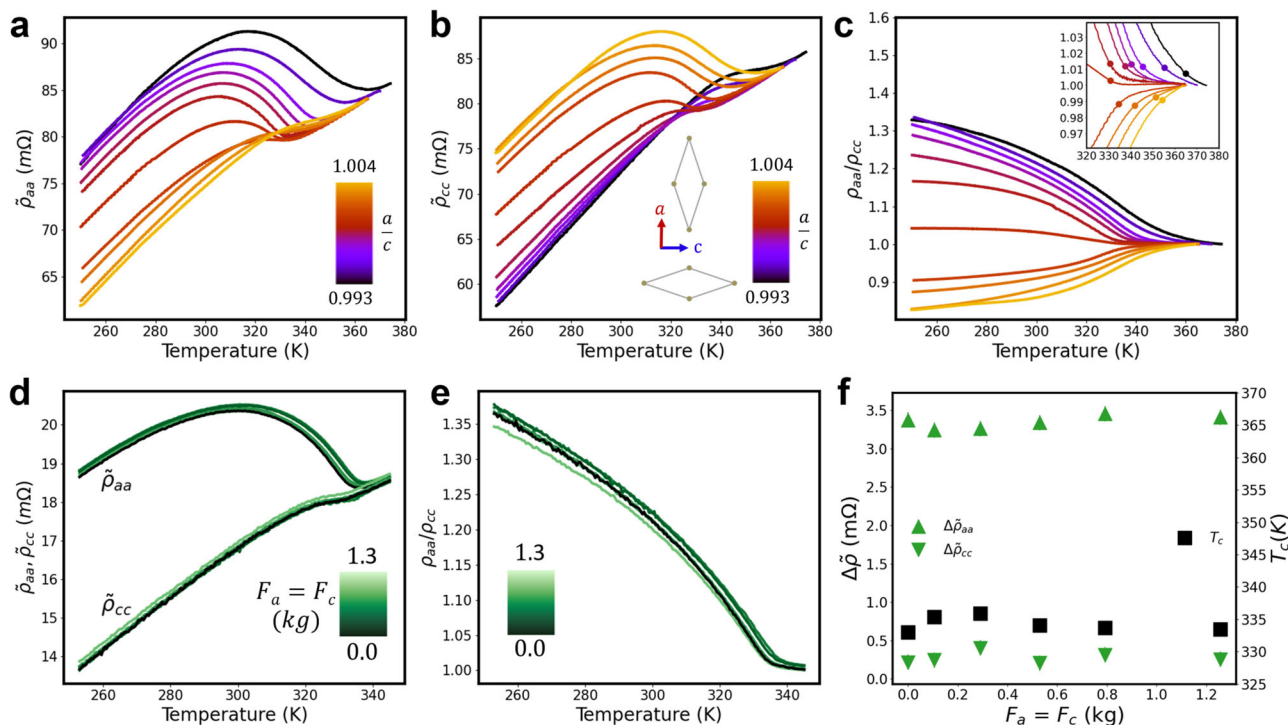 a
90
85
80
75
70
65
ρ̃aa (mΩ)
1.004
a/c
0.993
260 280 300 320 340 360 380
Temperature (K)
b
90
85
80
75
70
65
60
ρ̃cc (mΩ)
a
c
1.004
a/c
0.993
260 280 300 320 340 360 380
Temperature (K)
c
1.6
1.5
1.4
1.3
1.2
1.1
1.0
0.9
ρaa/ρcc
1.03
1.02
1.01
1.00
0.99
0.98
0.97
320 330 340 350 360 370 380
260 280 300 320 340 360 380
Temperature (K)
d
20
19
18
17
16
15
14
ρ̃aa, ρ̃cc (mΩ)
ρ̃aa
ρ̃cc
1.3
Fa = Fc
(kg)
0.0
260 280 300 320 340
Temperature (K)
e
1.35
1.30
1.25
1.20
1.15
1.10
1.05
1.00
ρaa/ρcc
1.3
0.0
260 280 300 320 340
Temperature (K)
f
3.5
3.0
2.5
2.0
1.5
1.0
0.5
0.0
Δρ̃ (mΩ)
Δρ̃aa
Δρ̃cc
Tc
370
365
360
355
350
345
340
335
330
325
Tc(K)
0.0 0.2 0.4 0.6 0.8 1.0 1.2
Fa = Fc (kg)